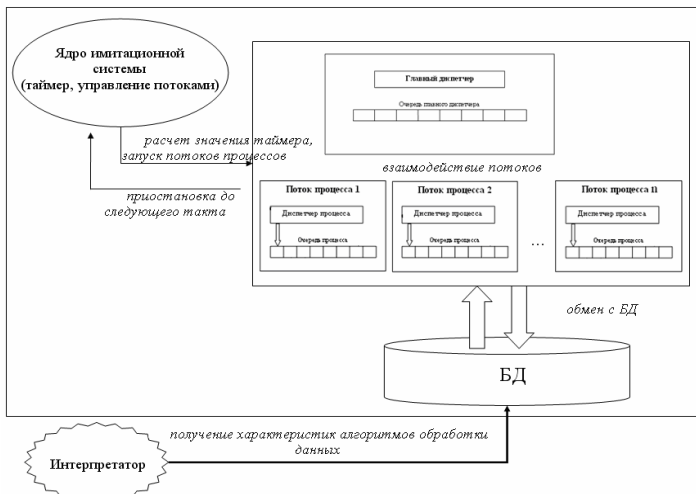 Ядро имитационной
системы
(таймер, управление потоками)
Главный диспетчер
Очередь главного диспетчера
расчет значения таймера,
запуск потоков процессов
взаимодействие потоков
приостановка до
следующего такта
Поток процесса 1
Диспетчер процесса
Очередь процесса
Поток процесса 2
Диспетчер процесса
Очередь процесса
...
Поток процесса n
Диспетчер процесса
Очередь процесса
обмен с БД
БД
получение характеристик алгоритмов обработки
данных
Интерпретатор